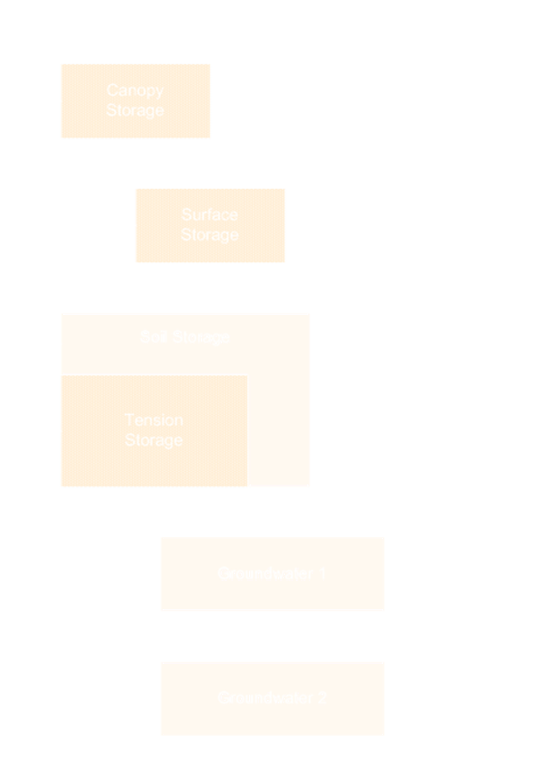 Canopy
Storage
Surface
Storage
Soil Storage
Tension
Storage
Groundwater 1
Groundwater 2